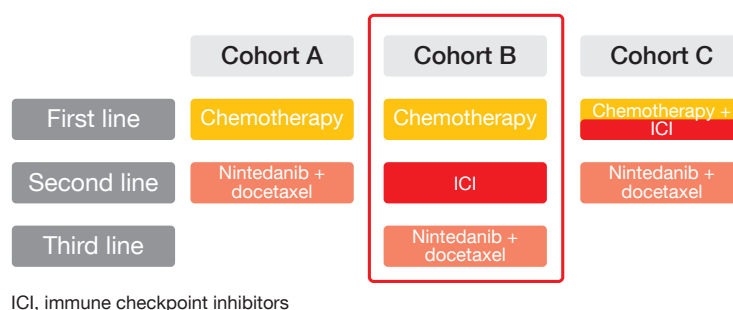 Cohort A
Cohort B
Cohort C
First line
Chemotherapy
Chemotherapy
Chemotherapy +
ICI
Second line
Nintedanib +
docetaxel
ICI
Nintedanib +
docetaxel
Third line
Nintedanib +
docetaxel
ICI, immune checkpoint inhibitors